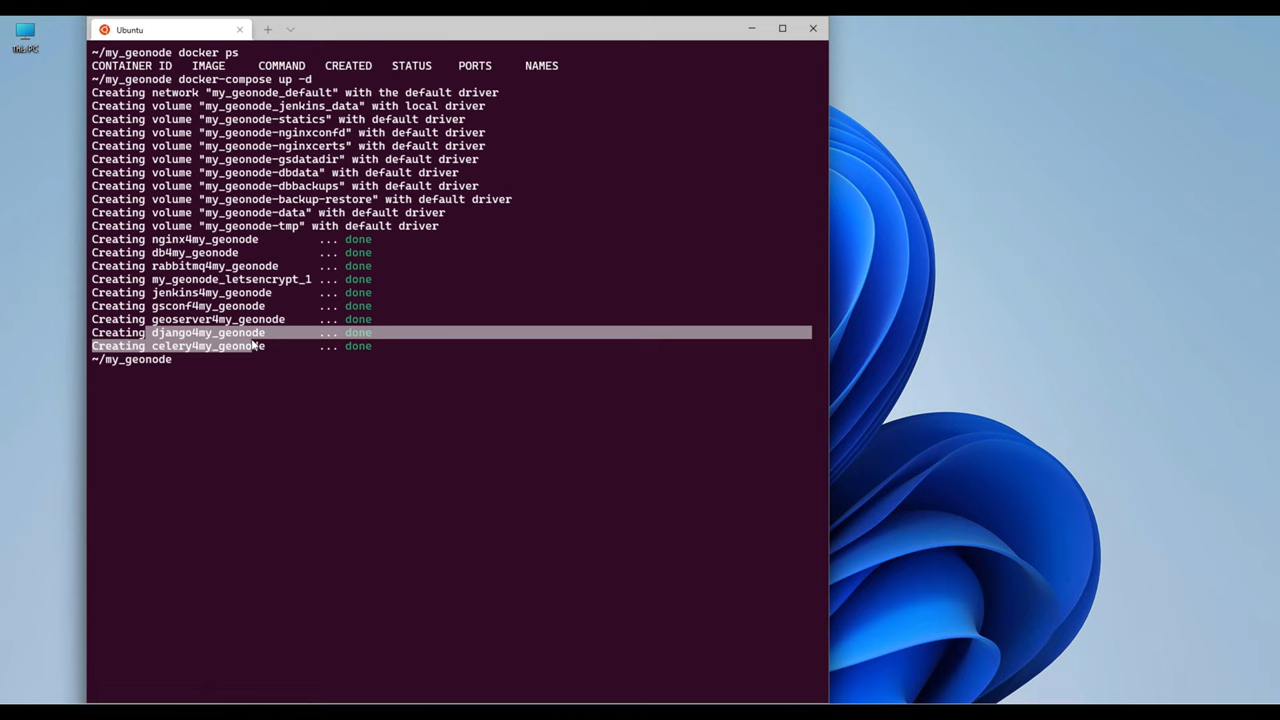 This PC
Ubuntu
~/my_geonode docker ps
CONTAINER ID IMAGE COMMAND CREATED STATUS PORTS NAMES
~/my_geonode docker-compose up -d
Creating network "my_geonode_default" with the default driver
Creating volume "my_geonode_jenkins_data" with local driver
Creating volume "my_geonode-statics" with default driver
Creating volume "my_geonode-nginxconfd" with default driver
Creating volume "my_geonode-nginxcerts" with default driver
Creating volume "my_geonode-gsdatadir" with default driver
Creating volume "my_geonode-dbdata" with default driver
Creating volume "my_geonode-dbbackups" with default driver
Creating volume "my_geonode-backup-restore" with default driver
Creating volume "my_geonode-data" with default driver
Creating volume "my_geonode-tmp" with default driver
Creating nginx4my_geonode ... done
Creating db4my_geonode ... done
Creating rabbitmq4my_geonode ... done
Creating my_geonode_letsencrypt_1 ... done
Creating jenkins4my_geonode ... done
Creating gsconf4my_geonode ... done
Creating geoserver4my_geonode ... done
Creating django4my_geonode ... done
Creating celery4my_geonode ... done
~/my_geonode